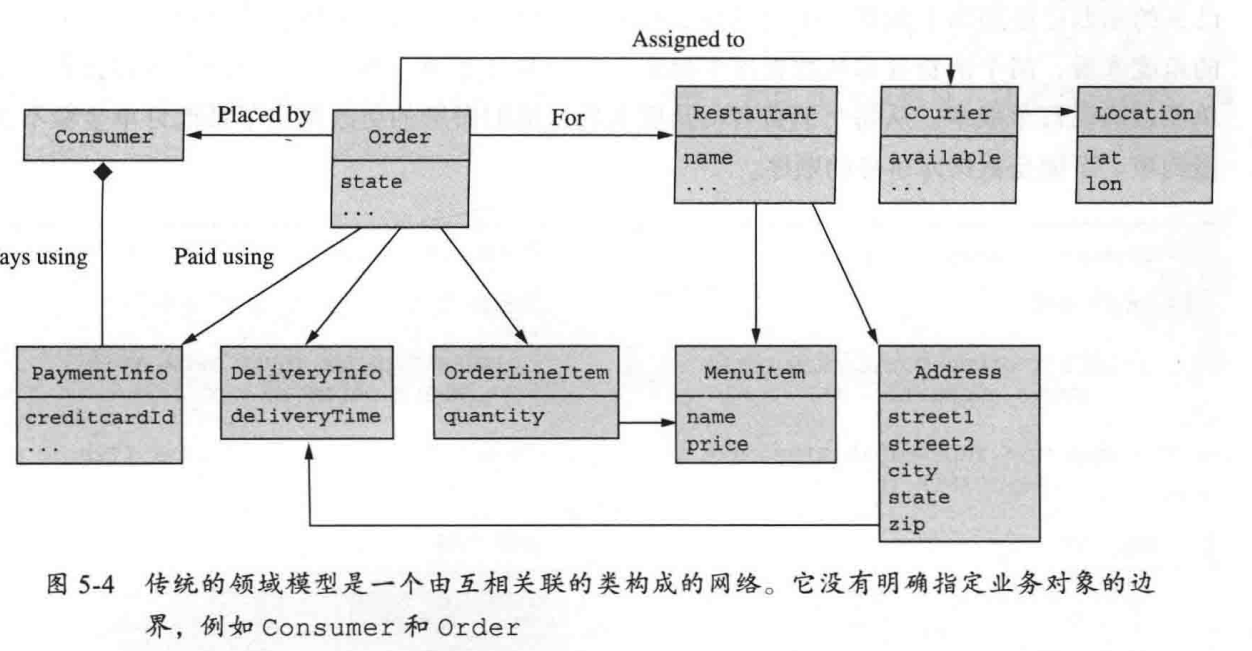 Assigned to
Consumer
Placed by
Order
state
...
For
Restaurant
name
...
Courier
available
...
Location
lat
lon
ays using
Paid using
PaymentInfo
creditcardId
...
DeliveryInfo
deliveryTime
OrderLineItem
quantity
MenuItem
name
price
Address
street1
street2
city
state
zip
图 5-4 传统的领域模型是一个由互相关联的类构成的网络。它没有明确指定业务对象的边
界，例如 Consumer 和 Order